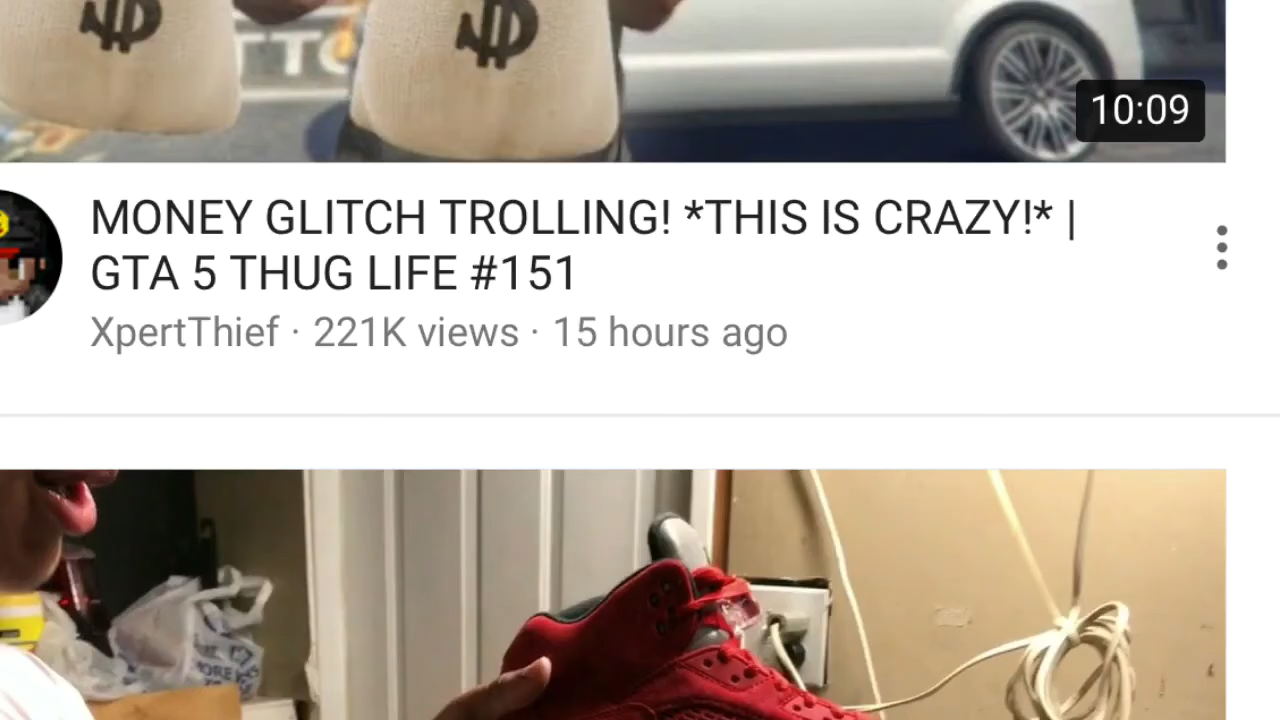 $ $
TTO
10:09
MONEY GLITCH TROLLING! *THIS IS CRAZY!* |
GTA 5 THUG LIFE #151
XpertThief · 221K views · 15 hours ago